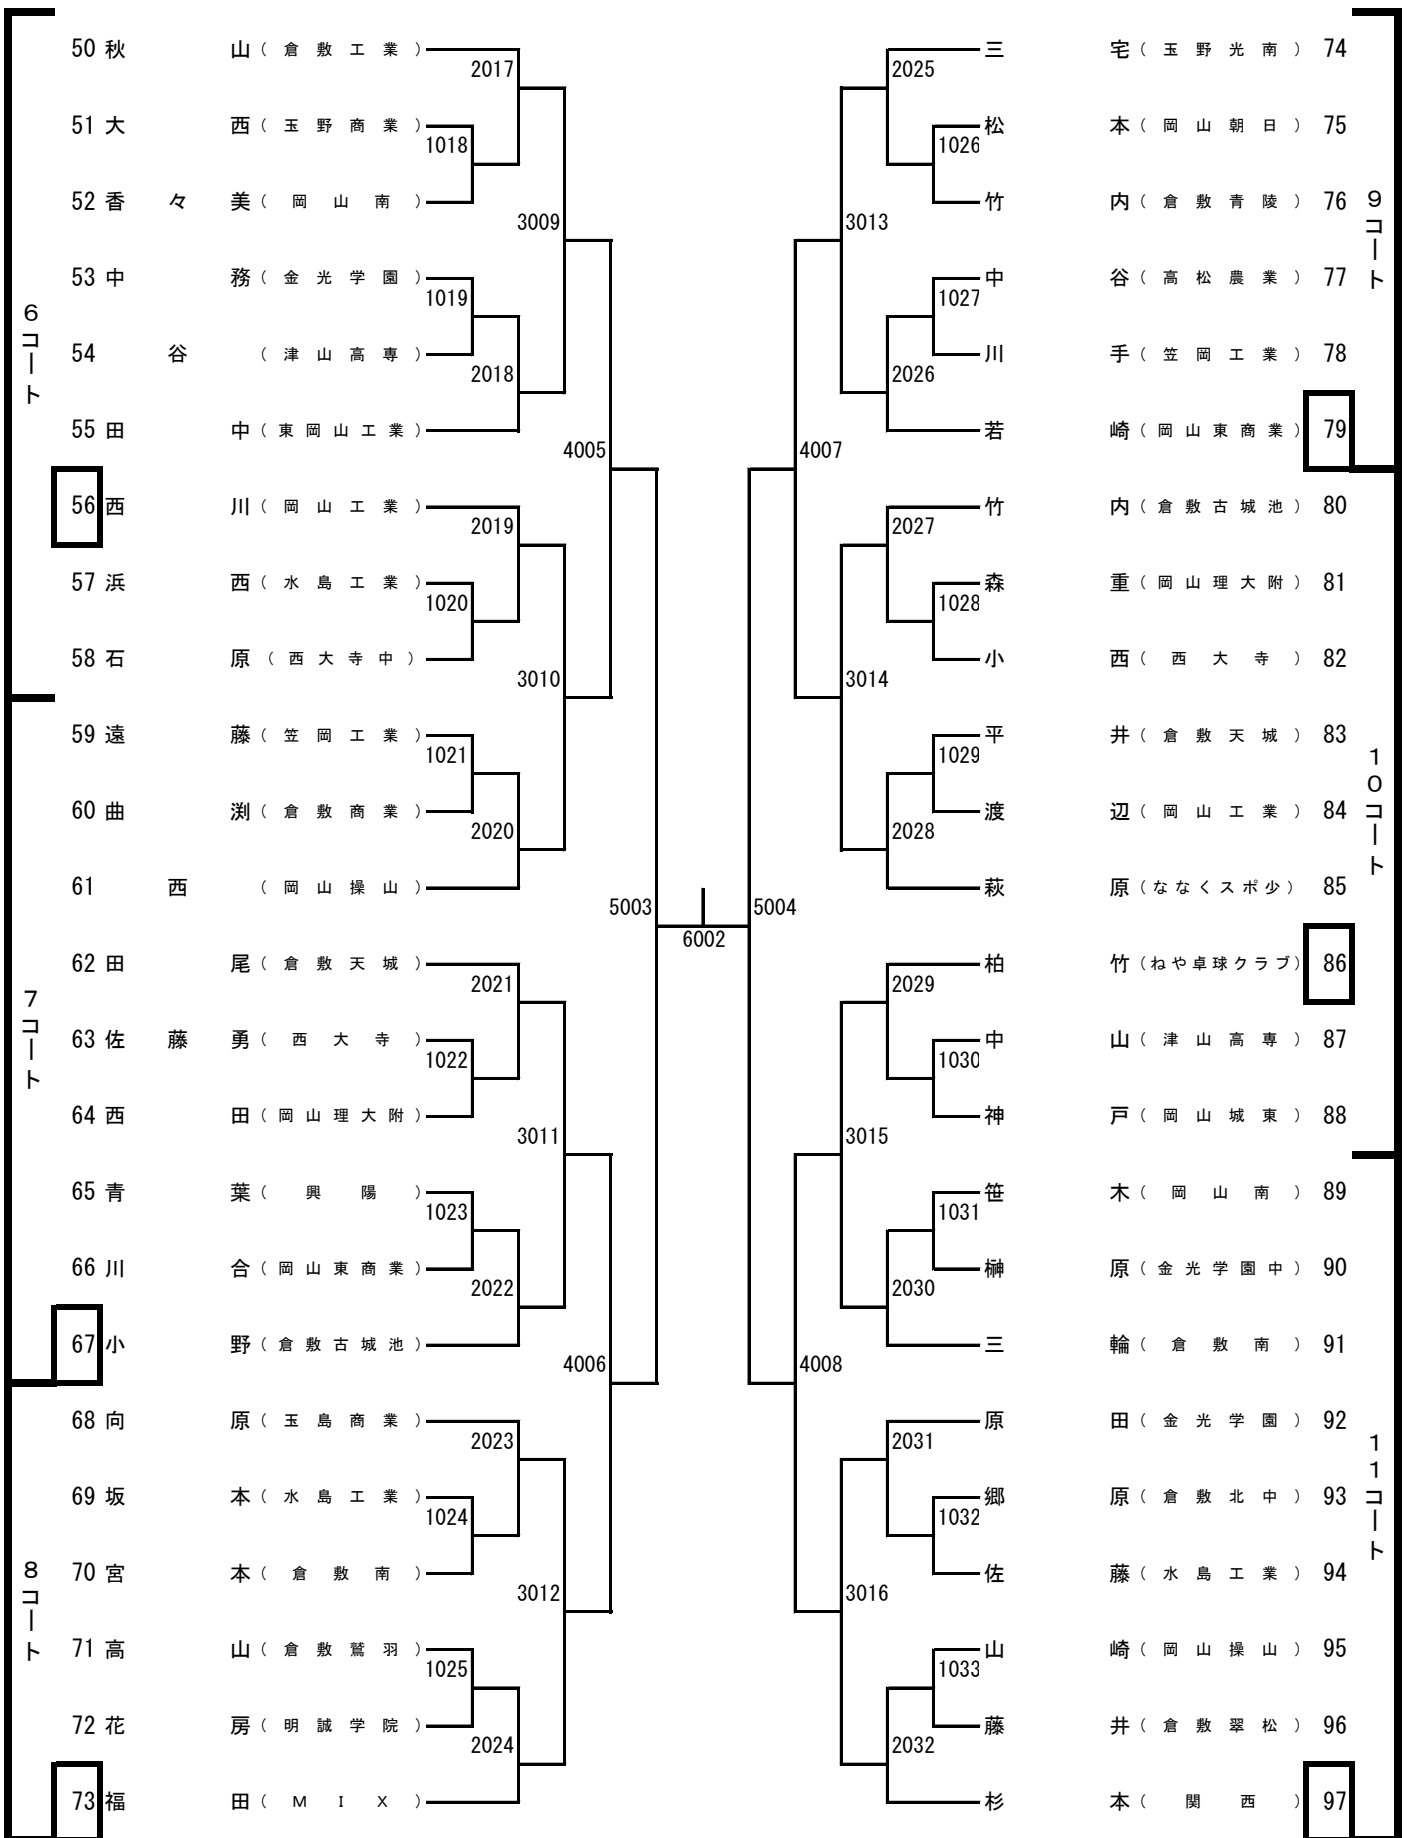 50 秋山（倉敷工業）
2017
51 大西（玉野商業）
1018
52 香々美（岡山南）
3009
53 中務（金光学園）
1019
54 谷（津山高専）
2018
55 田中（東岡山工業）
4005
56 西川（岡山工業）
2019
57 浜西（水島工業）
1020
58 石原（西大寺中）
3010
59 遠藤（笠岡工業）
1021
60 曲渕（倉敷商業）
2020
61 西（岡山操山）
5003
62 田尾（倉敷天城）
2021
63 佐藤勇（西大寺）
1022
64 西田（岡山理大附）
3011
65 青葉（興陽）
1023
66 川合（岡山東商業）
2022
67 小野（倉敷古城池）
4006
68 向原（玉島商業）
2023
69 坂本（水島工業）
1024
70 宮本（倉敷南）
3012
71 高山（倉敷鷲羽）
1025
72 花房（明誠学院）
2024
73 福田（MIX）
6コート
7コート
8コート
6002
三宅（玉野光南） 74
2025
松本（岡山朝日） 75
1026
竹内（倉敷青陵） 76
3013
中谷（高松農業） 77
1027
川手（笠岡工業） 78
2026
若崎（岡山東商業） 79
4007
竹内（倉敷古城池） 80
2027
森重（岡山理大附） 81
1028
小西（西大寺） 82
3014
平井（倉敷天城） 83
1029
渡辺（岡山工業） 84
2028
萩原（ななくスポ少） 85
5004
柏竹（ねや卓球クラブ） 86
2029
中山（津山高専） 87
1030
神戸（岡山城東） 88
3015
笹木（岡山南） 89
1031
榊原（金光学園中） 90
2030
三輪（倉敷南） 91
4008
原田（金光学園） 92
2031
郷原（倉敷北中） 93
1032
佐藤（水島工業） 94
3016
山崎（岡山操山） 95
1033
藤井（倉敷翠松） 96
2032
杉本（関西） 97
9コート
10コート
11コート